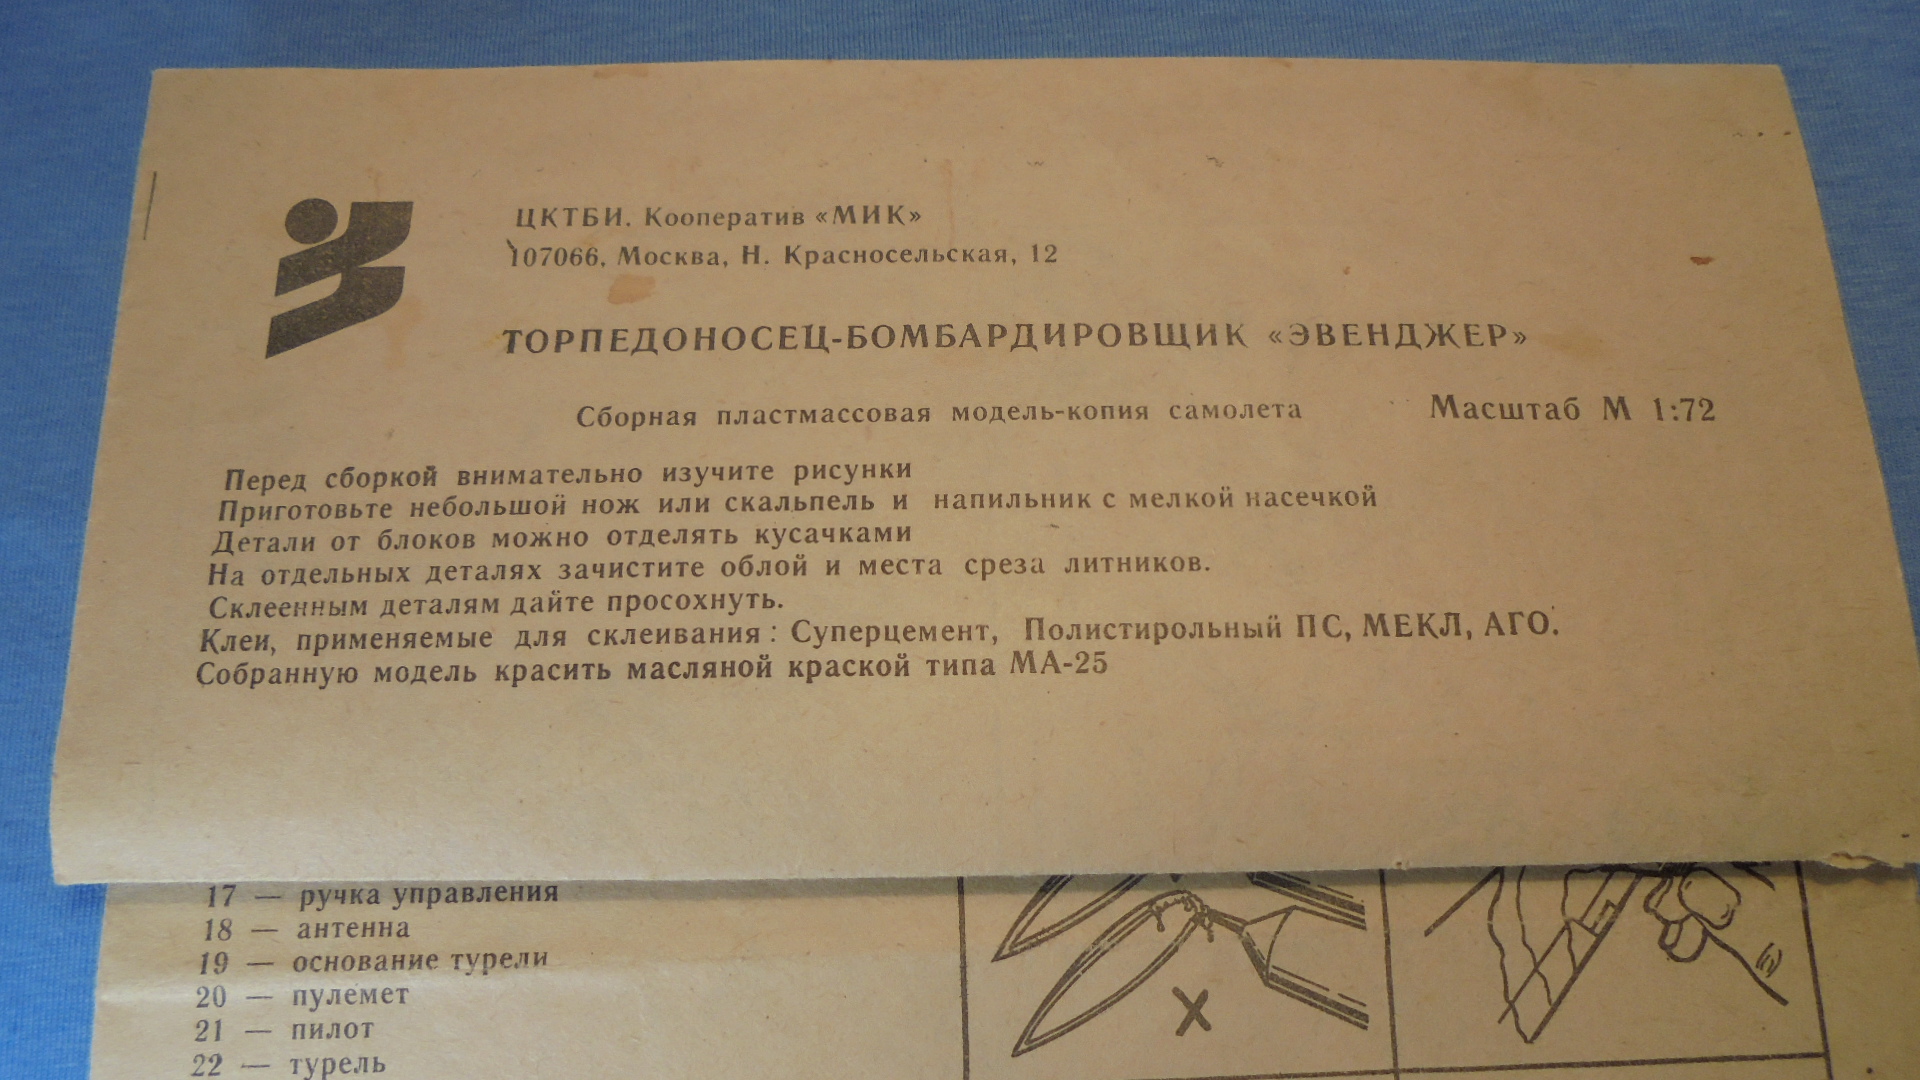 ЦКТБИ. Кооператив «МИК»
107066, Москва, Н. Красносельская, 12
ТОРПЕДОНОСЕЦ-БОМБАРДИРОВЩИК «ЭВЕНДЖЕР»
Сборная пластмассовая модель-копия самолета Масштаб М 1:72
Перед сборкой внимательно изучите рисунки
Приготовьте небольшой нож или скальпель и напильник с мелкой насечкой
Детали от блоков можно отделять кусачками
На отдельных деталях зачистите облой и места среза литников.
Склеенным деталям дайте просохнуть.
Клеи, применяемые для склеивания: Суперцемент, Полистирольный ПС, МЕКЛ, АГО.
Собранную модель красить масляной краской типа МА-25
17 — ручка управления
18 — антенна
19 — основание турели
20 — пулемет
21 — пилот
22 — турель